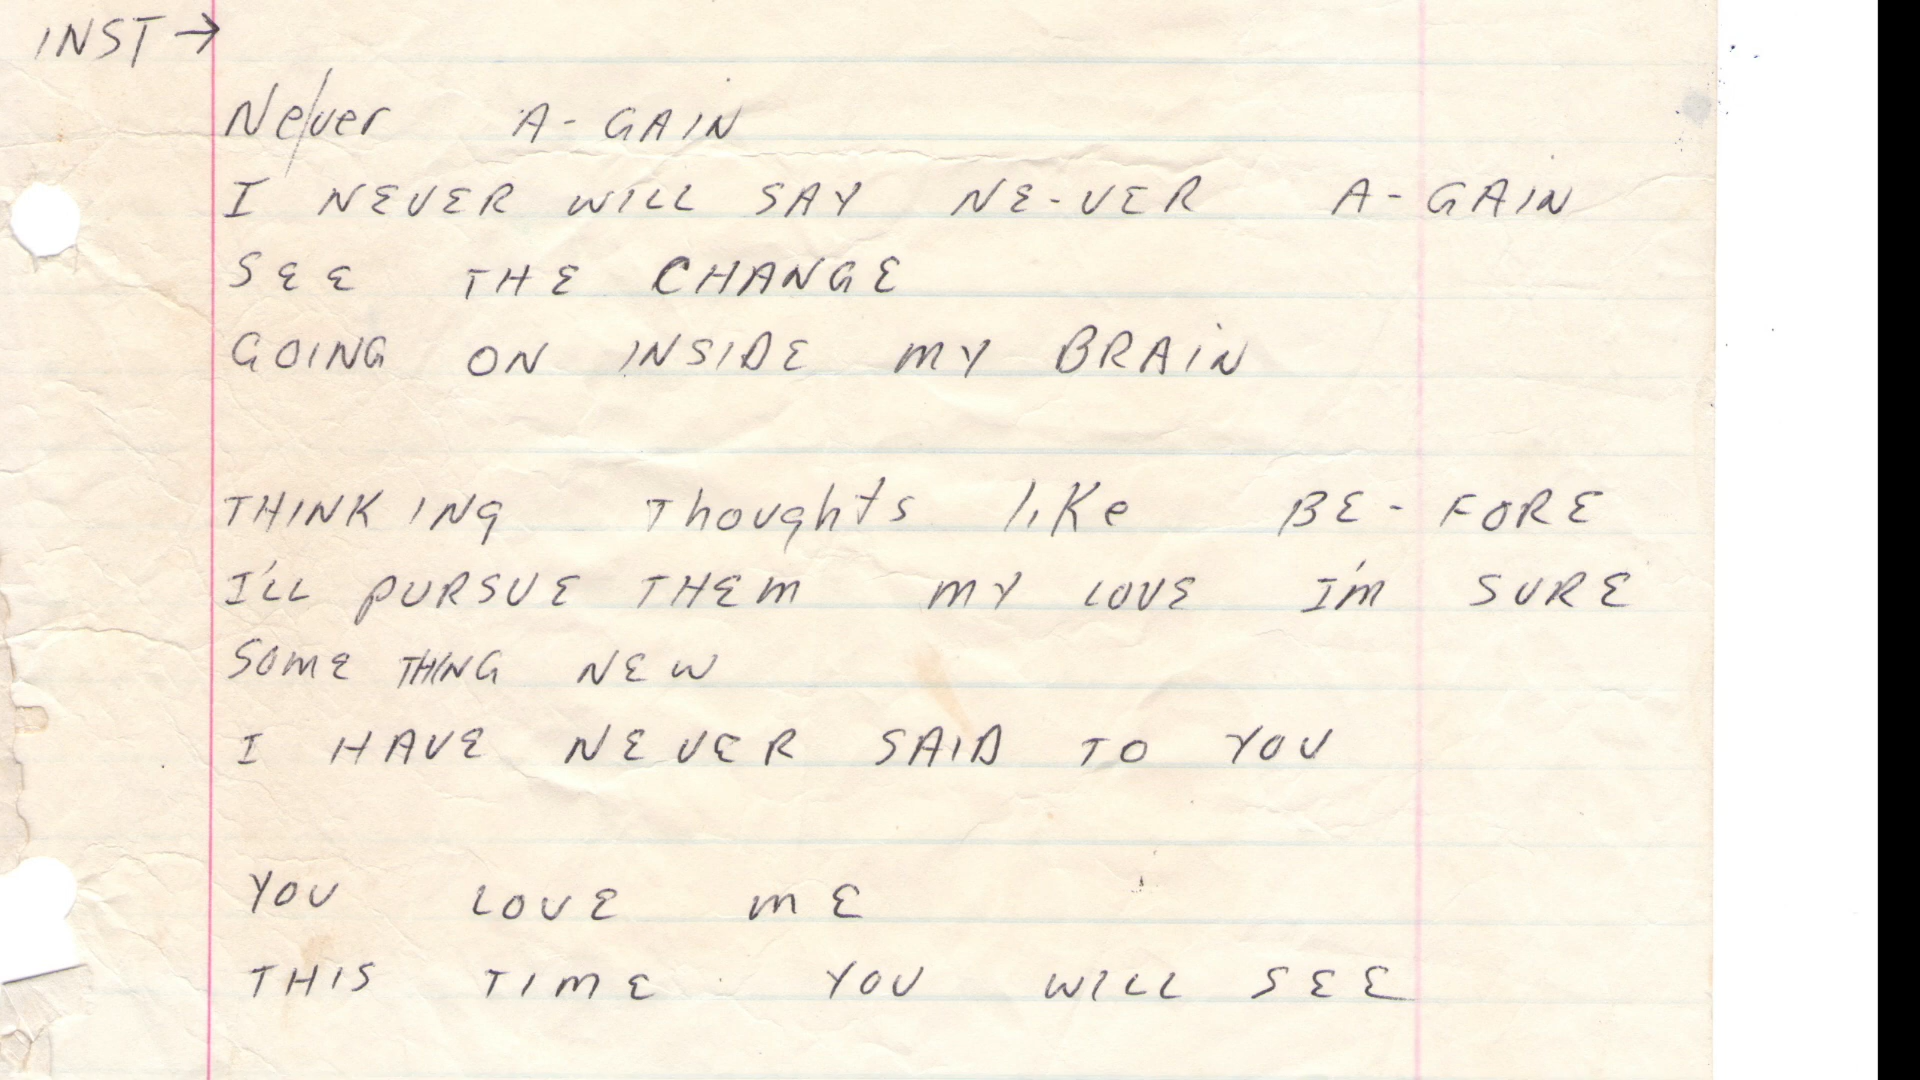 INST →
Ne/ver A-GAIN
I NEVER WILL SAY NE-VER A-GAIN
SEE THE CHANGE
GOING ON INSIDE MY BRAIN
THINKING Thoughts liKe BE-FORE
I'LL PURSUE THEM MY LOVE I'M SURE
SOME THING NEW
I HAVE NEVER SAID TO YOU
YOU LOVE ME
THIS TIME YOU WILL SEE